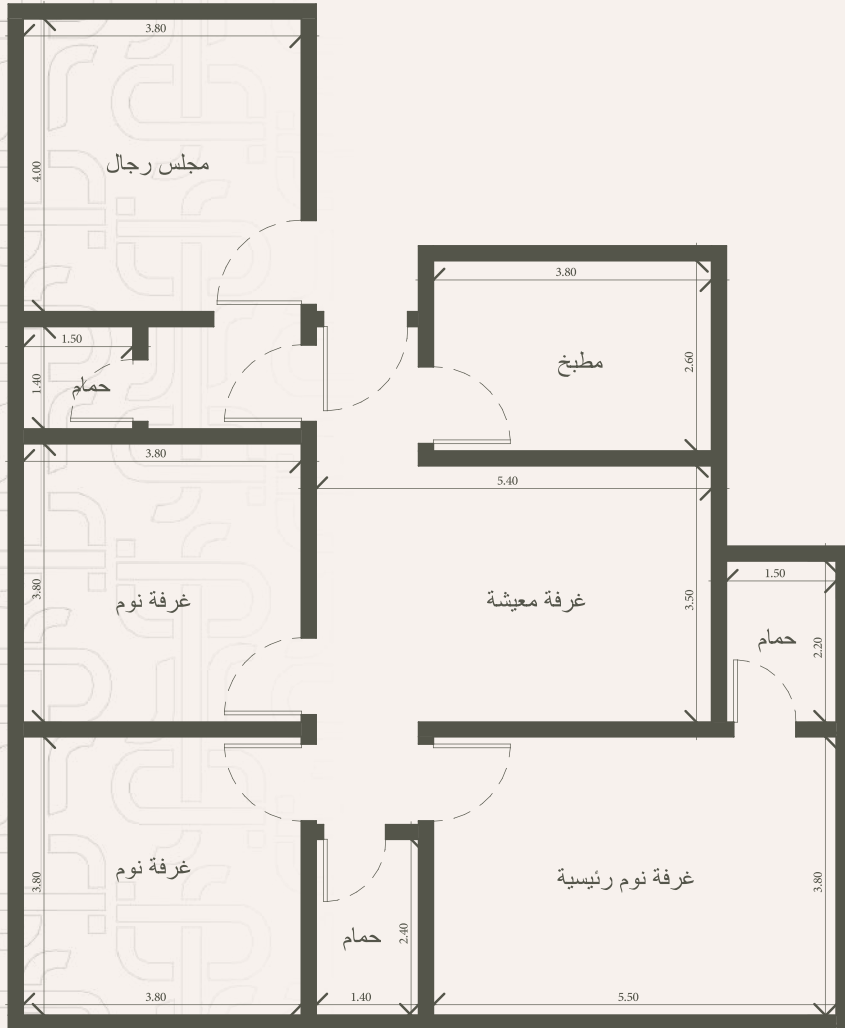 3.80
4.00
مجلس رجال
3.80
مطبخ
2.60
1.50
1.40
حمام
3.80
5.40
3.80
غرفة نوم
غرفة معيشة
3.50
1.50
حمام
2.20
3.80
غرفة نوم
غرفة نوم رئيسية
3.80
حمام
2.40
3.80
1.40
5.50